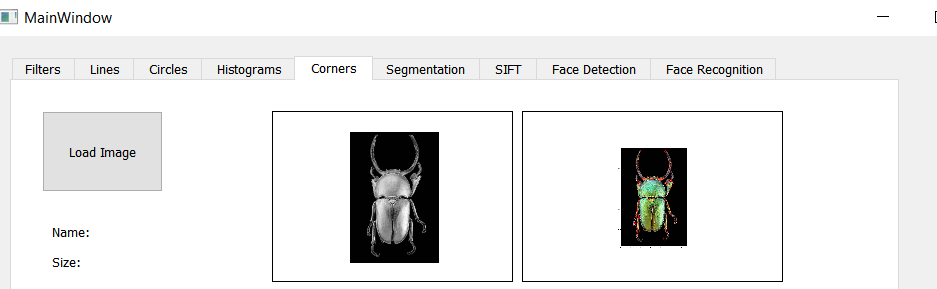 MainWindow
Filters Lines Circles Histograms Corners Segmentation SIFT Face Detection Face Recognition
Load Image
Name:
Size: